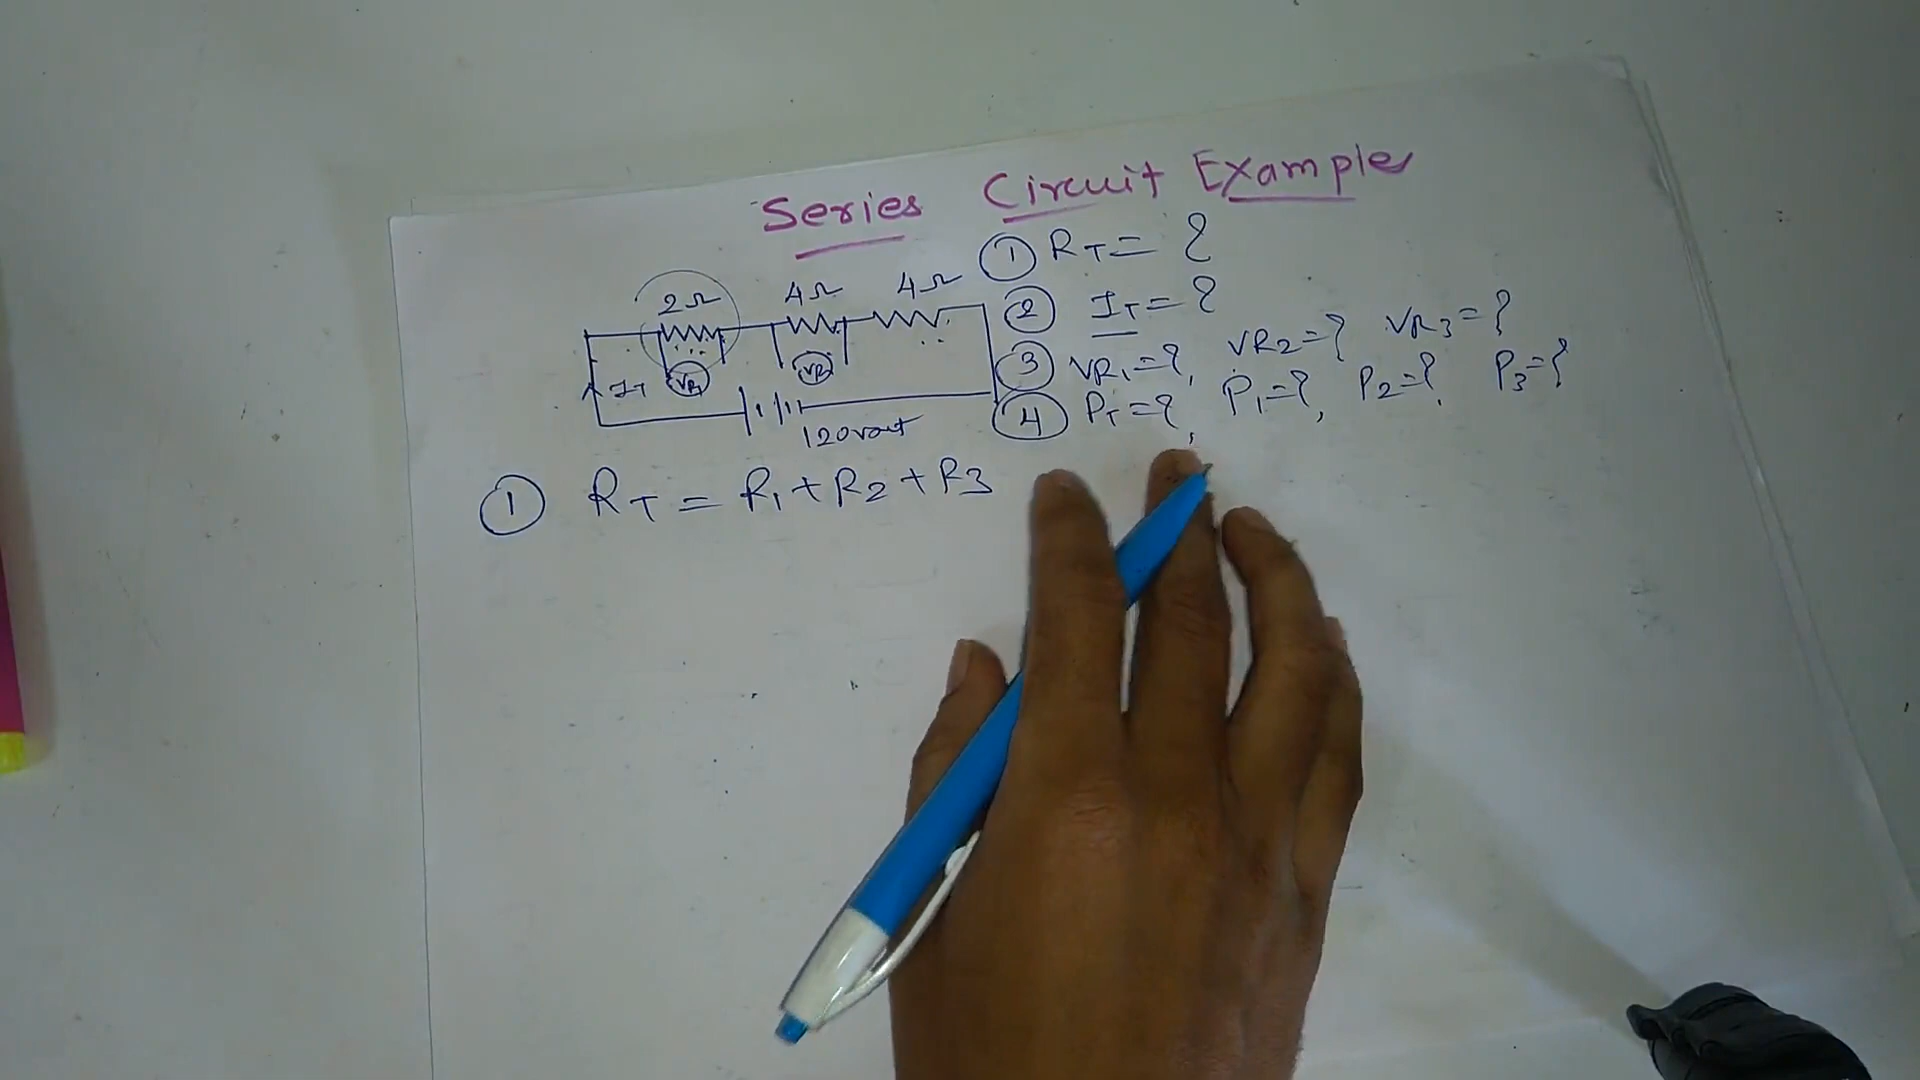 Series Circuit Example
① RT = ?
2Ω 4Ω 4Ω
② IT = ?
③ VR1 = ?, VR2 = ? VR3 = ?
IT VR1 VR2
④ PT = ?, P1 = ?, P2 = ?, P3 = ?
120 volt
① RT = R1 + R2 + R3